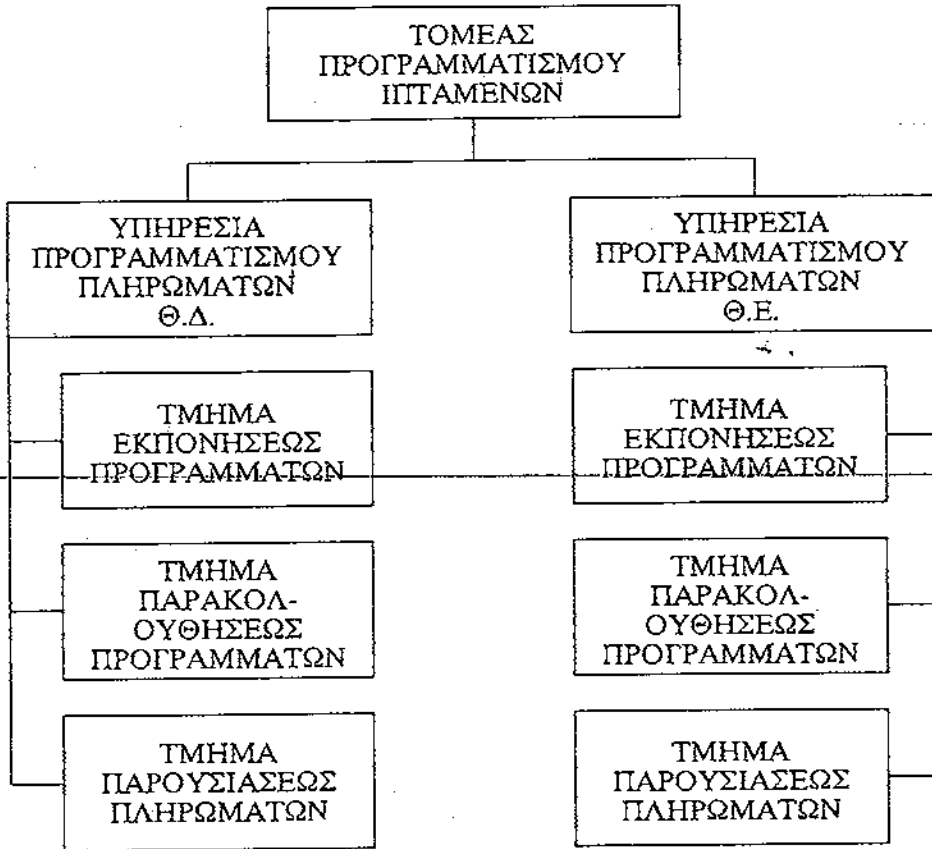 ΤΟΜΕΑΣ
ΠΡΟΓΡΑΜΜΑΤΙΣΜΟΥ
ΙΠΤΑΜΕΝΩΝ
ΥΠΗΡΕΣΙΑ
ΠΡΟΓΡΑΜΜΑΤΙΣΜΟΥ
ΠΛΗΡΩΜΑΤΩΝ
Θ.Δ.
ΥΠΗΡΕΣΙΑ
ΠΡΟΓΡΑΜΜΑΤΙΣΜΟΥ
ΠΛΗΡΩΜΑΤΩΝ
Θ.Ε.
ΤΜΗΜΑ
ΕΚΠΟΝΗΣΕΩΣ
ΠΡΟΓΡΑΜΜΑΤΩΝ
ΤΜΗΜΑ
ΕΚΠΟΝΗΣΕΩΣ
ΠΡΟΓΡΑΜΜΑΤΩΝ
ΤΜΗΜΑ
ΠΑΡΑΚΟΛ-
ΟΥΘΗΣΕΩΣ
ΠΡΟΓΡΑΜΜΑΤΩΝ
ΤΜΗΜΑ
ΠΑΡΑΚΟΛ-
ΟΥΘΗΣΕΩΣ
ΠΡΟΓΡΑΜΜΑΤΩΝ
ΤΜΗΜΑ
ΠΑΡΟΥΣΙΑΣΕΩΣ
ΠΛΗΡΩΜΑΤΩΝ
ΤΜΗΜΑ
ΠΑΡΟΥΣΙΑΣΕΩΣ
ΠΛΗΡΩΜΑΤΩΝ